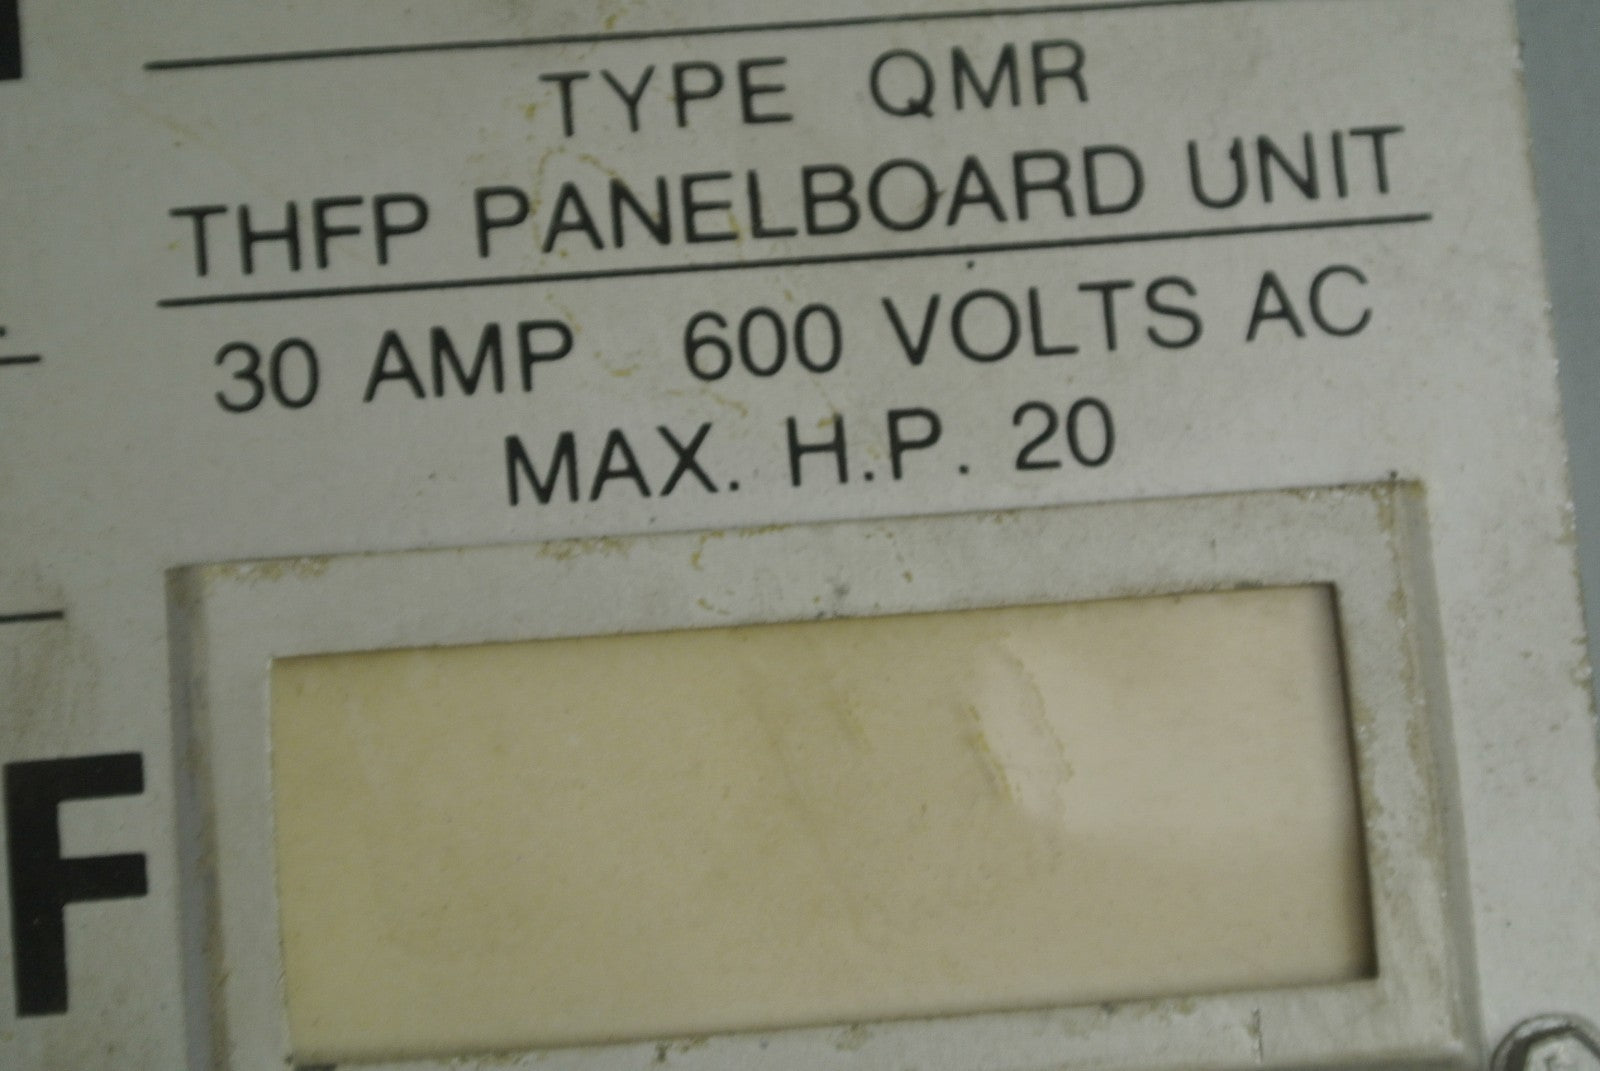 TYPE QMR
THFP PANELBOARD UNIT
30 AMP 600 VOLTS AC
MAX. H.P. 20
F